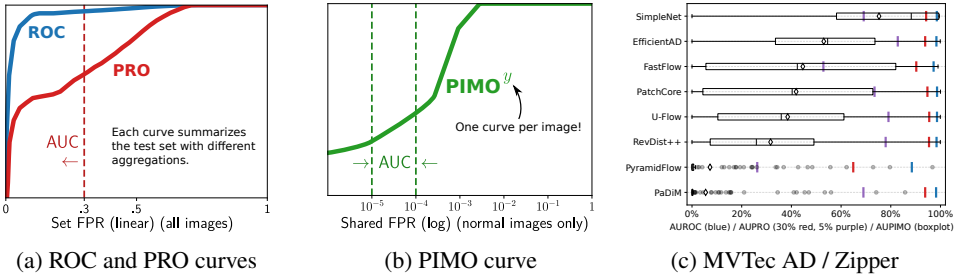 ROC
PRO
AUC
←
Each curve summarizes
the test set with different
aggregations.
0 .3 .5 1
Set FPR (linear) (all images)
(a) ROC and PRO curves
PIMO^y
One curve per image!
→ AUC ←
10^-5 10^-4 10^-3 10^-2 10^-1 1
Shared FPR (log) (normal images only)
(b) PIMO curve
SimpleNet
EfficientAD
FastFlow
PatchCore
U-Flow
RevDist++
PyramidFlow
PaDiM
0% 20% 40% 60% 80% 100%
AUROC (blue) / AUPRO (30% red, 5% purple) / AUPIMO (boxplot)
(c) MVTec AD / Zipper